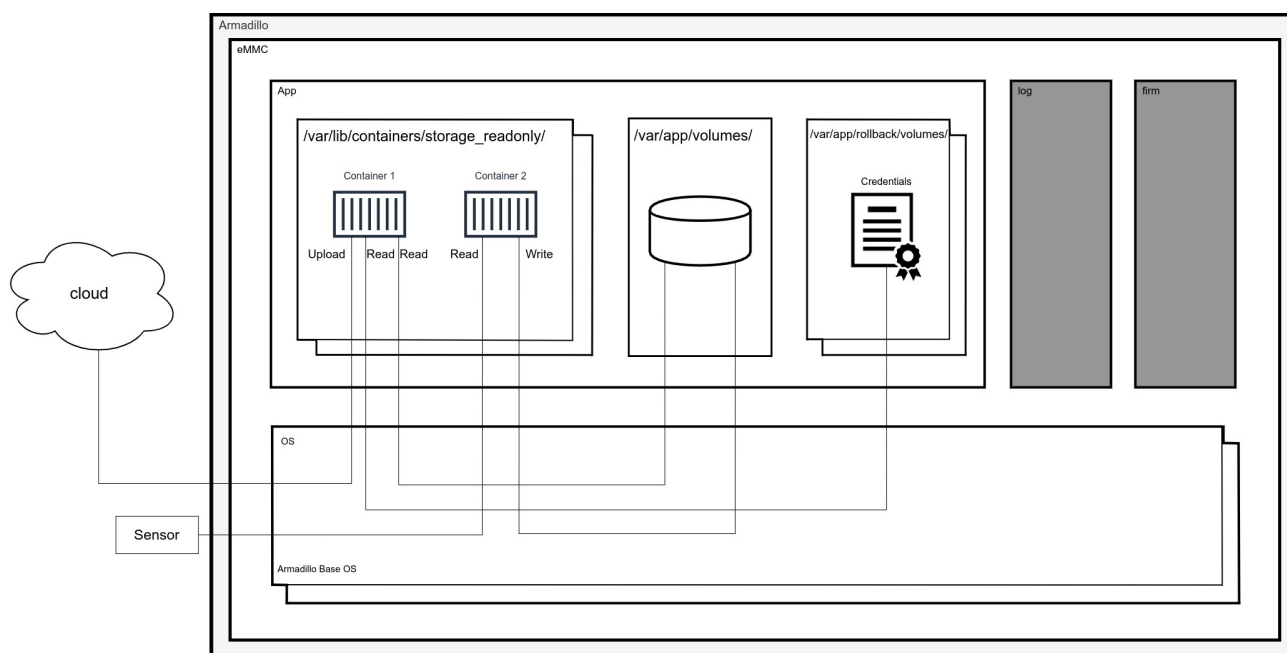 Armadillo
eMMC
App
log
firm
/var/lib/containers/storage_readonly/
/var/app/volumes/
/var/app/rollback/volumes/
Container 1
Container 2
Credentials
Upload
Read
Read
Read
Write
cloud
OS
Sensor
Armadillo Base OS